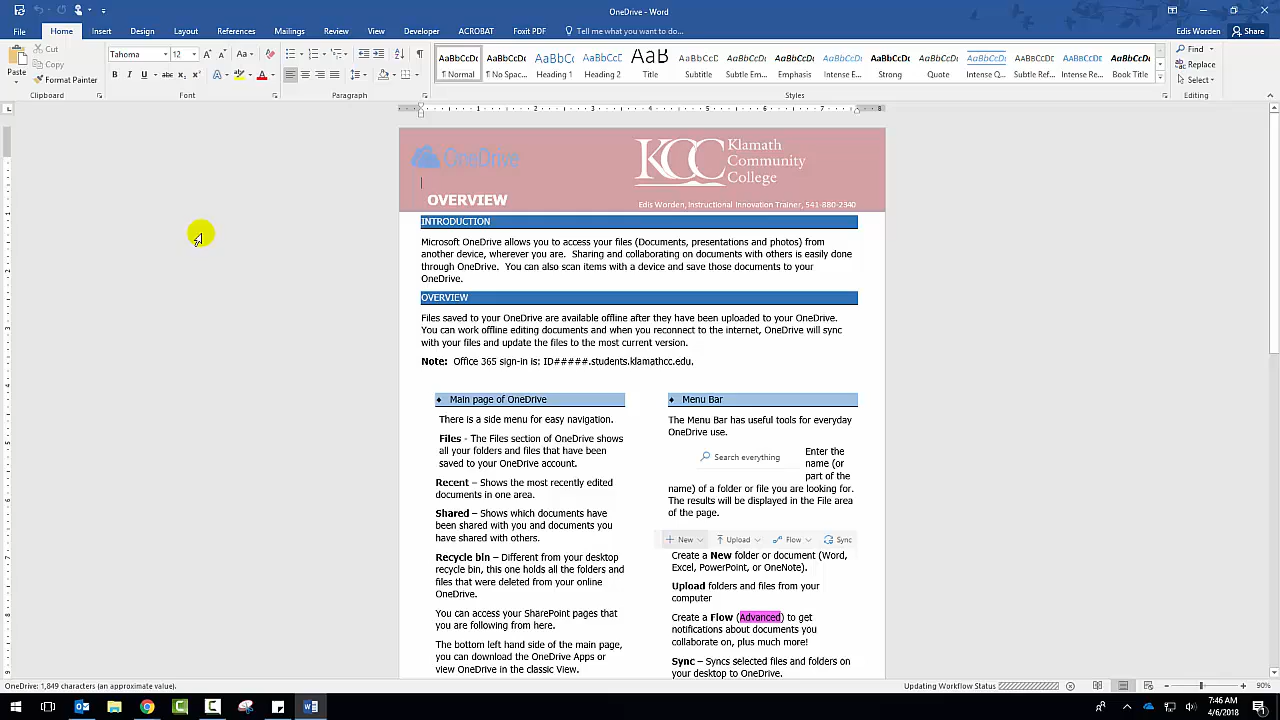 OneDrive - Word
Edis Worden
Share
File
Home
Insert
Design
Layout
References
Mailings
Review
View
Developer
ACROBAT
Foxit PDF
Tell me what you want to do...
Paste
Cut
Copy
Format Painter
Clipboard
Tahoma
12
Font
Paragraph
AaBbCcDc
¶ Normal
AaBbCcDc
¶ No Spac...
AaBbC
Heading 1
AaBbCcC
Heading 2
AaB
Title
AaBbCcD
Subtitle
AaBbCcDc
Subtle Em...
AaBbCcDc
Emphasis
AaBbCcDc
Intense E...
AaBbCcDc
Strong
AaBbCcDc
Quote
AaBbCcDc
Intense Q...
AaBbCcDc
Subtle Ref...
AABBCCDC
Intense Re...
AaBbCcDc
Book Title
Styles
Find
Replace
Select
Editing
OneDrive
KCC Klamath
Community
College
OVERVIEW
Edis Worden, Instructional Innovation Trainer, 541-880-2340
INTRODUCTION
Microsoft OneDrive allows you to access your files (Documents, presentations and photos) from
another device, wherever you are. Sharing and collaborating on documents with others is easily done
through OneDrive. You can also scan items with a device and save those documents to your
OneDrive.
OVERVIEW
Files saved to your OneDrive are available offline after they have been uploaded to your OneDrive.
You can work offline editing documents and when you reconnect to the internet, OneDrive will sync
with your files and update the files to the most current version.
Note: Office 365 sign-in is: ID#####.students.klamathcc.edu.
♦ Main page of OneDrive
There is a side menu for easy navigation.
Files - The Files section of OneDrive shows
all your folders and files that have been
saved to your OneDrive account.
Recent – Shows the most recently edited
documents in one area.
Shared – Shows which documents have
been shared with you and documents you
have shared with others.
Recycle bin – Different from your desktop
recycle bin, this one holds all the folders and
files that were deleted from your online
OneDrive.
You can access your SharePoint pages that
you are following from here.
The bottom left hand side of the main page,
you can download the OneDrive Apps or
view OneDrive in the classic View.
♦ Menu Bar
The Menu Bar has useful tools for everyday
OneDrive use.
Search everything
Enter the
name (or
part of the
name) of a folder or file you are looking for.
The results will be displayed in the File area
of the page.
New
Upload
Flow
Sync
Create a New folder or document (Word,
Excel, PowerPoint, or OneNote).
Upload folders and files from your
computer
Create a Flow (Advanced) to get
notifications about documents you
collaborate on, plus much more!
Sync – Syncs selected files and folders on
your desktop to OneDrive.
OneDrive: 1,849 characters (an approximate value).
Updating Workflow Status
90%
7:46 AM
4/6/2018